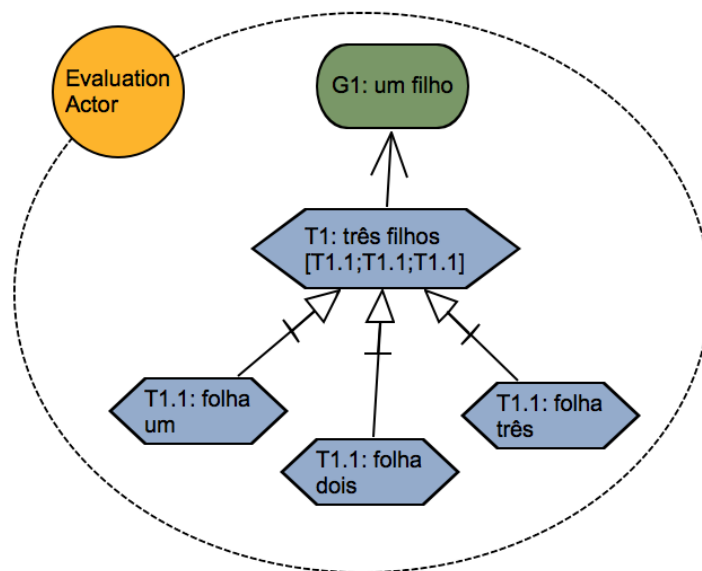 Evaluation
Actor
G1: um filho
T1: três filhos
[T1.1;T1.1;T1.1]
T1.1: folha
um
T1.1: folha
dois
T1.1: folha
três